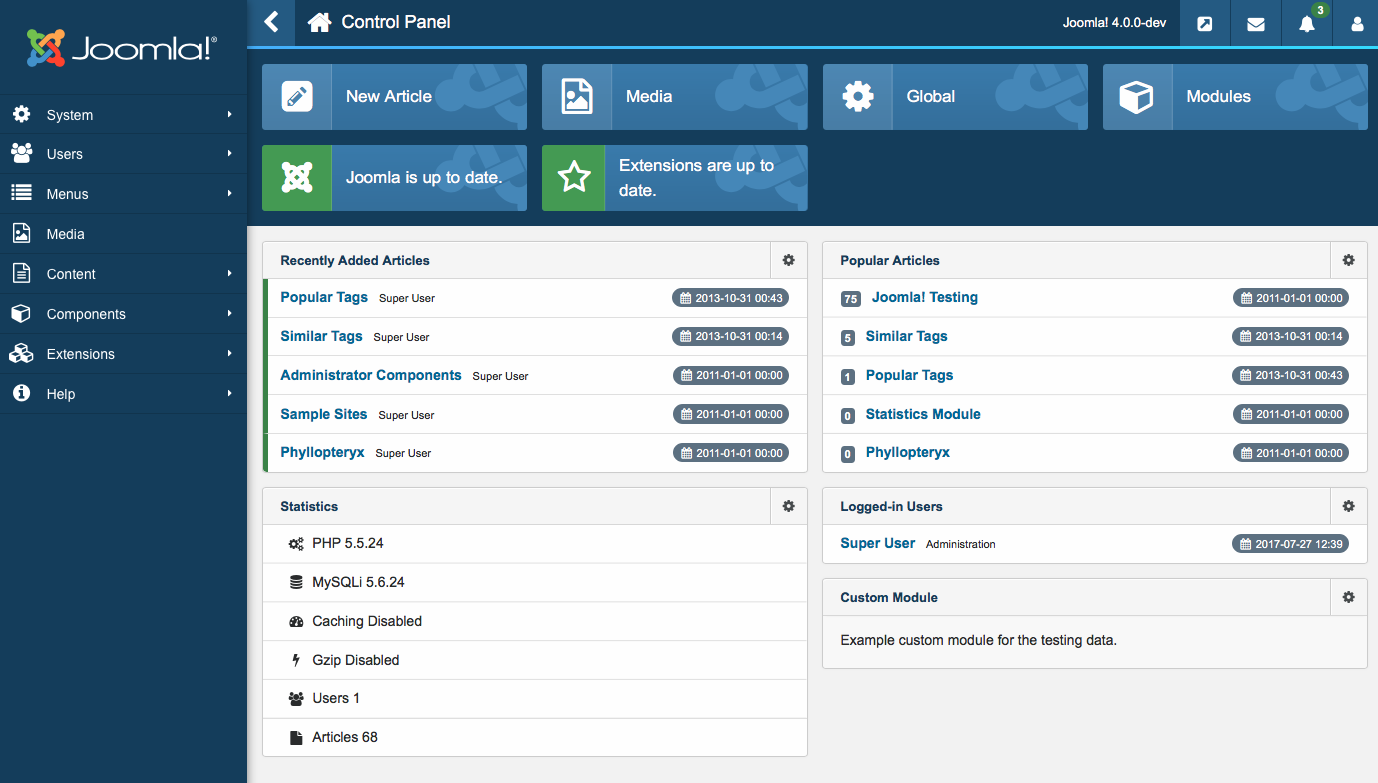 Joomla!®
System
Users
Menus
Media
Content
Components
Extensions
Help
Control Panel
Joomla! 4.0.0-dev
3
New Article
Media
Global
Modules
Joomla is up to date.
Extensions are up to
date.
Recently Added Articles
Popular Tags Super User 2013-10-31 00:43
Similar Tags Super User 2013-10-31 00:14
Administrator Components Super User 2011-01-01 00:00
Sample Sites Super User 2011-01-01 00:00
Phyllopteryx Super User 2011-01-01 00:00
Popular Articles
75 Joomla! Testing 2011-01-01 00:00
5 Similar Tags 2013-10-31 00:14
1 Popular Tags 2013-10-31 00:43
0 Statistics Module 2011-01-01 00:00
0 Phyllopteryx 2011-01-01 00:00
Statistics
PHP 5.5.24
MySQLi 5.6.24
Caching Disabled
Gzip Disabled
Users 1
Articles 68
Logged-in Users
Super User Administration 2017-07-27 12:39
Custom Module
Example custom module for the testing data.